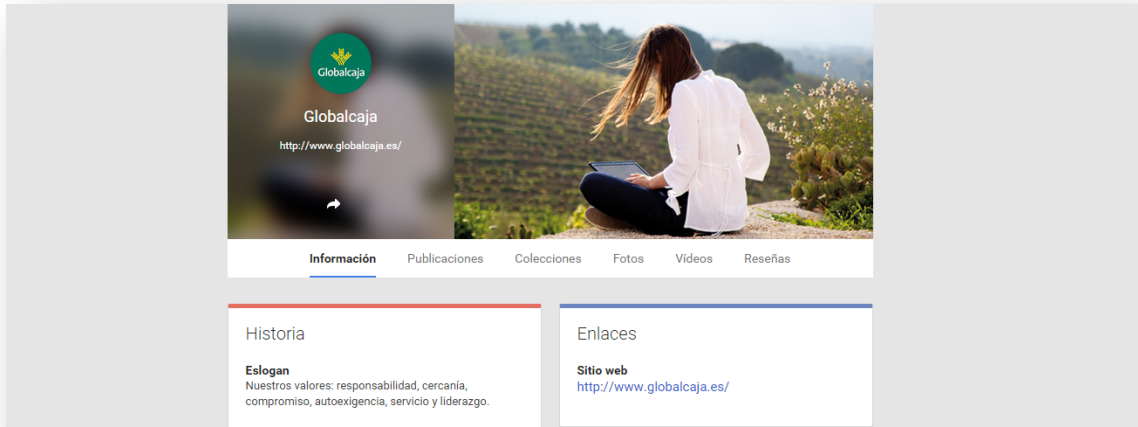 Globalcaja
Globalcaja
http://www.globalcaja.es/
Información Publicaciones Colecciones Fotos Vídeos Reseñas
Historia
Eslogan
Nuestros valores: responsabilidad, cercanía,
compromiso, autoexigencia, servicio y liderazgo.
Enlaces
Sitio web
http://www.globalcaja.es/